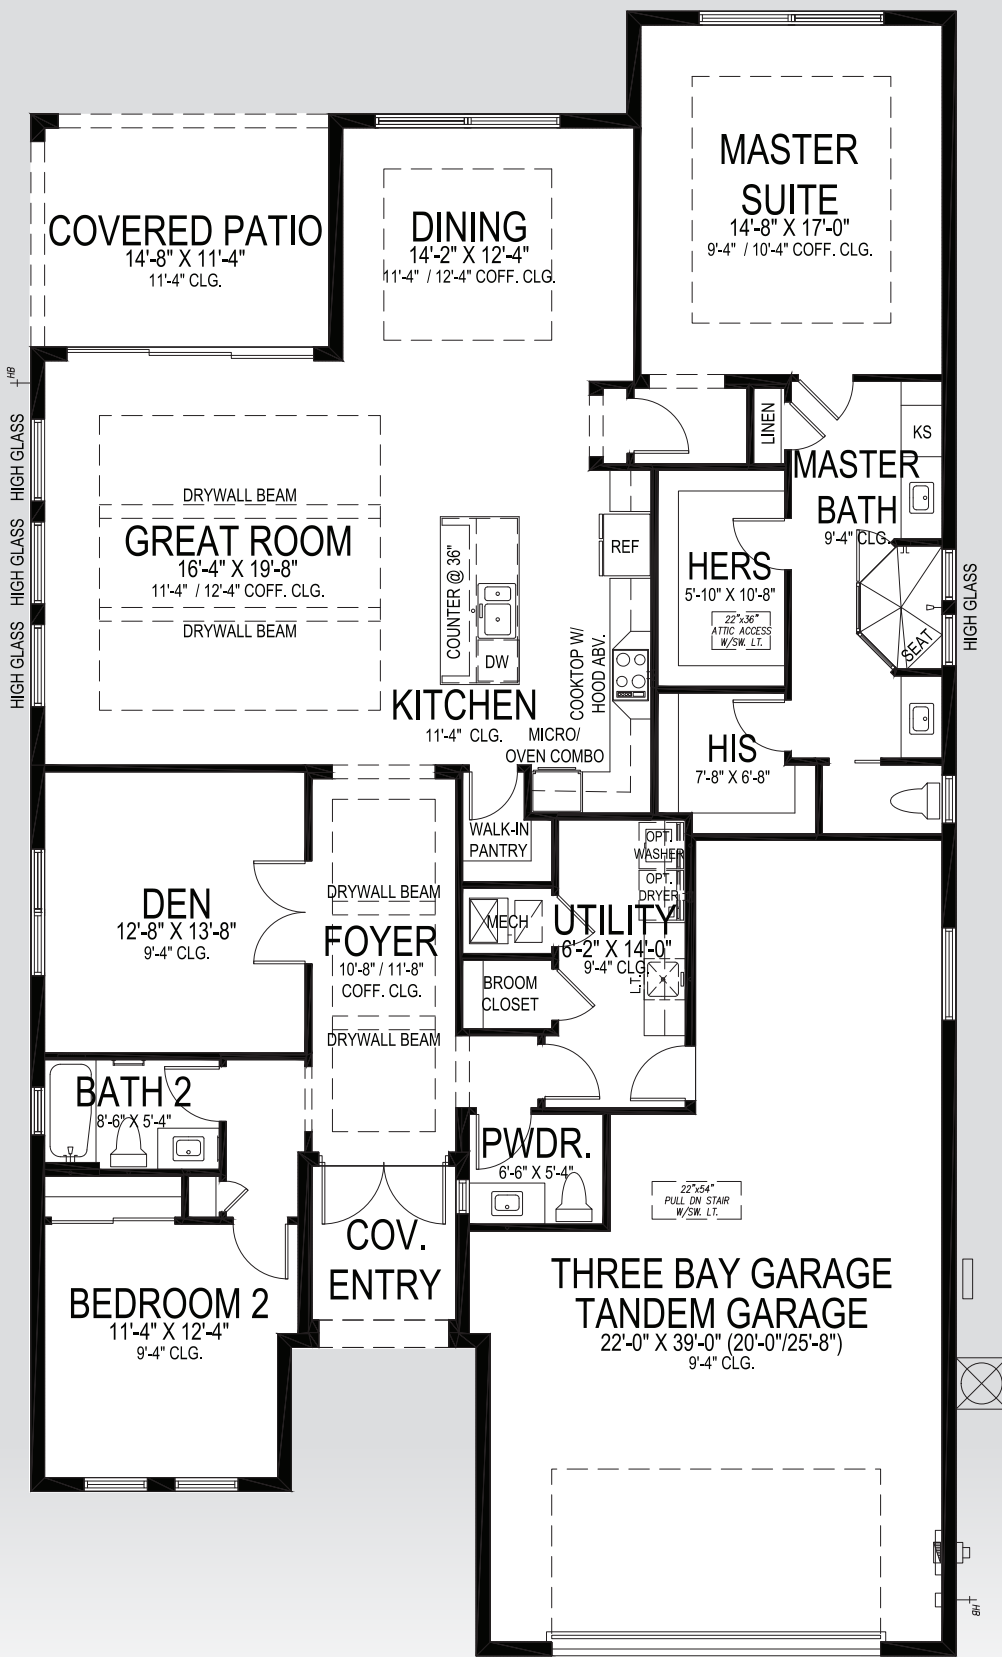 MASTER
SUITE
14'-8" X 17'-0"
9'-4" / 10'-4" COFF. CLG.
COVERED PATIO
14'-8" X 11'-4"
11'-4" CLG.
DINING
14'-2" X 12'-4"
11'-4" / 12'-4" COFF. CLG.
HB
HIGH GLASS
HIGH GLASS
HIGH GLASS
DRYWALL BEAM
GREAT ROOM
16'-4" X 19'-8"
11'-4" / 12'-4" COFF. CLG.
DRYWALL BEAM
LINEN
KS
MASTER
BATH
9'-4" CLG.
HIGH GLASS
SEAT
COUNTER @ 36"
DW
REF
HERS
5'-10" X 10'-8"
22"x36"
ATTIC ACCESS
W/SW. LT.
COOKTOP W/
HOOD ABV.
KITCHEN
11'-4" CLG.
MICRO/
OVEN COMBO
HIS
7'-8" X 6'-8"
WALK-IN
PANTRY
OPT.
WASHER
OPT.
DRYER
DEN
12'-8" X 13'-8"
9'-4" CLG.
DRYWALL BEAM
FOYER
10'-8" / 11'-8"
COFF. CLG.
DRYWALL BEAM
MECH
UTILITY
6'-2" X 14'-0"
9'-4" CLG.
L.T.
BROOM
CLOSET
BATH 2
8'-6" X 5'-4"
PWDR.
6'-6" X 5'-4"
22"x54"
PULL DN STAIR
W/SW. LT.
COV.
ENTRY
BEDROOM 2
11'-4" X 12'-4"
9'-4" CLG.
THREE BAY GARAGE
TANDEM GARAGE
22'-0" X 39'-0" (20'-0"/25'-8")
9'-4" CLG.
HB